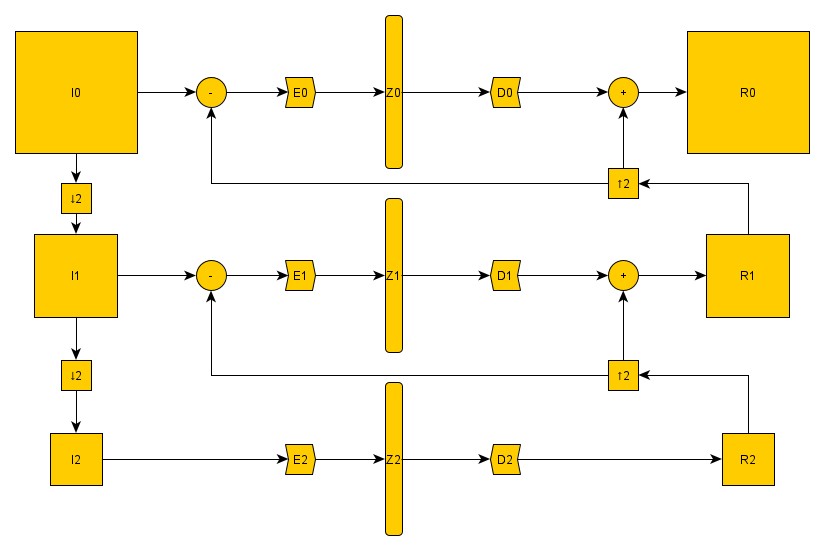 I0
-
E0
Z0
D0
+
R0
↓2
↑2
I1
-
E1
Z1
D1
+
R1
↓2
↑2
I2
E2
Z2
D2
R2